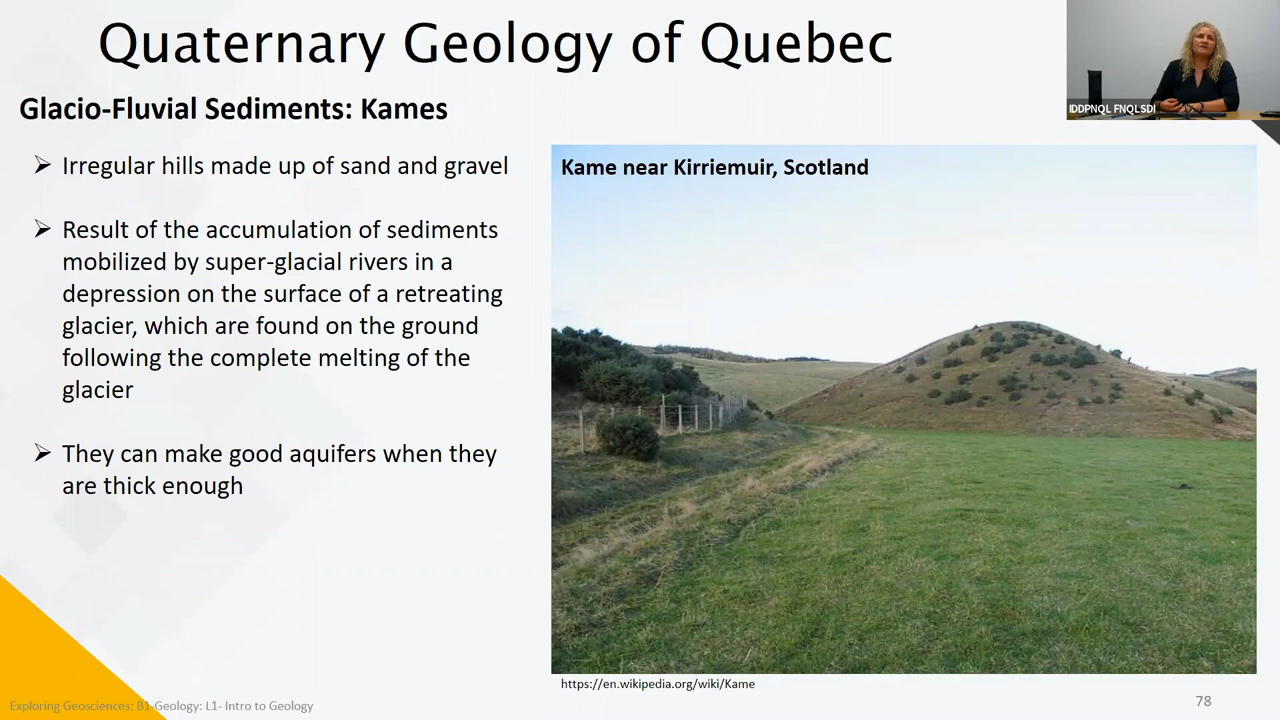 Quaternary Geology of Quebec
IDDPNQL FNQLSDI
Glacio-Fluvial Sediments: Kames
➢ Irregular hills made up of sand and gravel
➢ Result of the accumulation of sediments
mobilized by super-glacial rivers in a
depression on the surface of a retreating
glacier, which are found on the ground
following the complete melting of the
glacier
➢ They can make good aquifers when they
are thick enough
Kame near Kirriemuir, Scotland
https://en.wikipedia.org/wiki/Kame
Exploring Geosciences: B1-Geology: L1- Intro to Geology
78